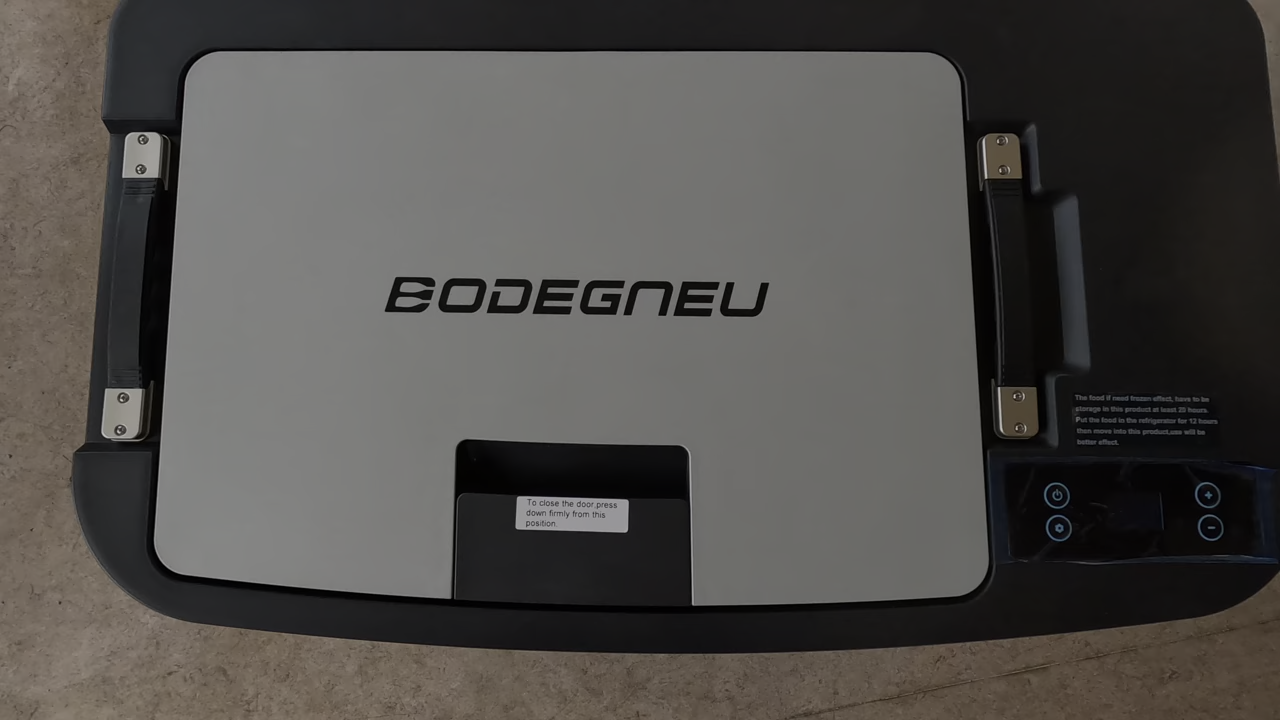 BODEGNEU
The food if need frozen effect, have to be
storage in this product at least 20 hours.
Put the food in the refrigerator for 12 hours
then move into this product,use will be
better effect.
To close the door,press
down firmly from this
position.